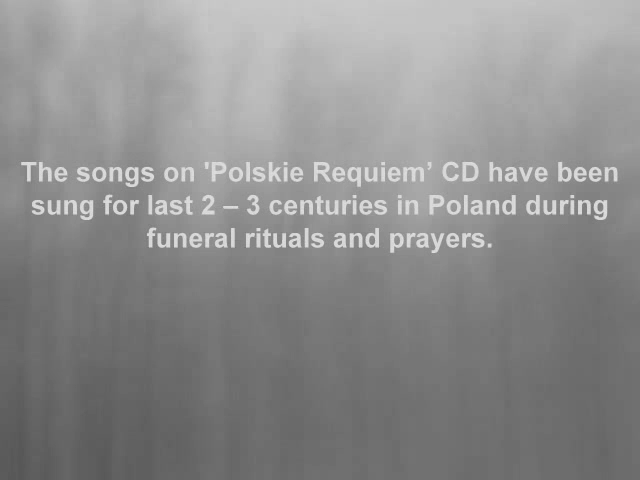 The songs on 'Polskie Requiem’ CD have been
sung for last 2 – 3 centuries in Poland during
funeral rituals and prayers.